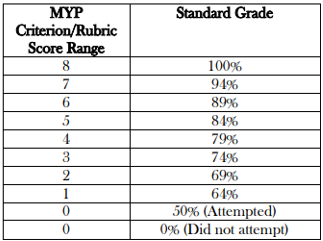 MYP Standard Grade
Criterion/Rubric
Score Range
8 100%
7 94%
6 89%
5 84%
4 79%
3 74%
2 69%
1 64%
0 50% (Attempted)
0 0% (Did not attempt)